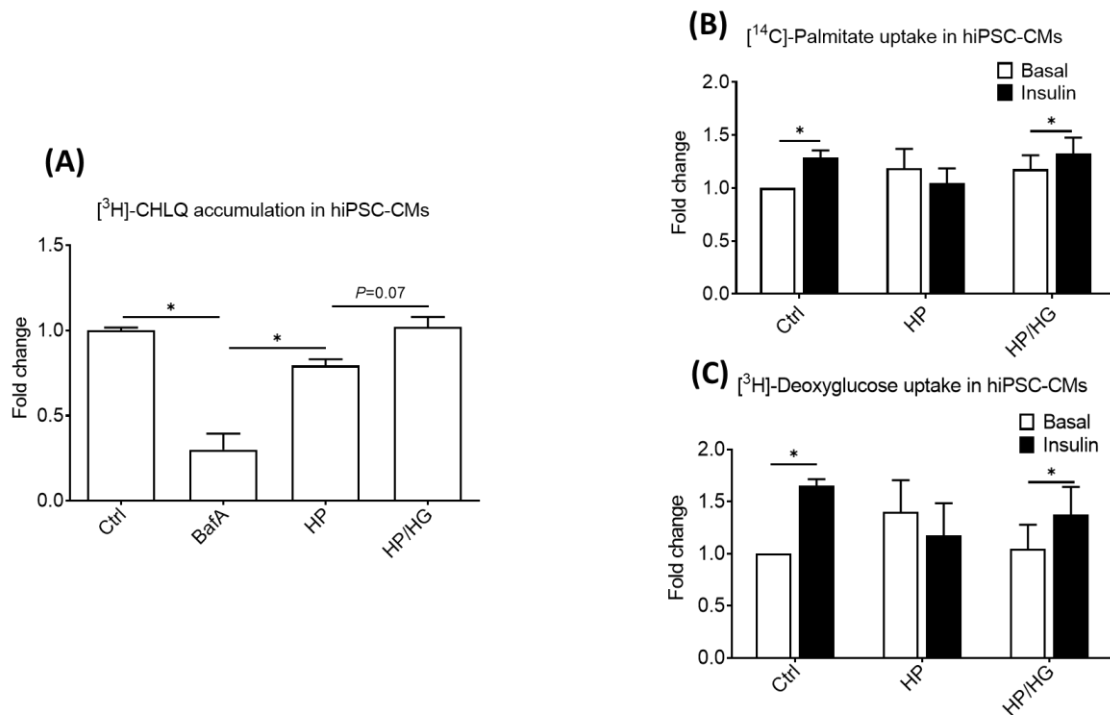 (A)
[³H]-CHLQ accumulation in hiPSC-CMs
Fold change
1.5
1.0
0.5
0.0
*
*
P=0.07
Ctrl
BafA
HP
HP/HG
(B)
[¹⁴C]-Palmitate uptake in hiPSC-CMs
Basal
Insulin
Fold change
2.0
1.5
1.0
0.5
0.0
*
*
Ctrl
HP
HP/HG
(C)
[³H]-Deoxyglucose uptake in hiPSC-CMs
Basal
Insulin
Fold change
2.0
1.5
1.0
0.5
0.0
*
*
Ctrl
HP
HP/HG